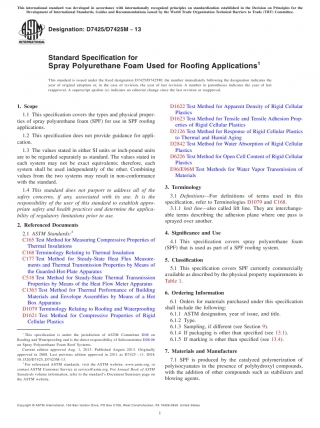 This international standard was developed in accordance with internationally recognized principles on standardization established in the Decision on Principles for the
Development of International Standards, Guides and Recommendations issued by the World Trade Organization Technical Barriers to Trade (TBT) Committee.
Designation: D7425/D7425M − 13
INTERNATIONAL
Standard Specification for
Spray Polyurethane Foam Used for Roofing Applications1
This standard is issued under the fixed designation D7425/D7425M; the number immediately following the designation indicates the
year of original adoption or, in the case of revision, the year of last revision. A number in parentheses indicates the year of last
reapproval. A superscript epsilon (ε) indicates an editorial change since the last revision or reapproval.
1. Scope
1.1 This specification covers the types and physical proper-
ties of spray polyurethane foam (SPF) for use in SPF roofing
applications.
1.2 This specification does not provide guidance for appli-
cation.
1.3 The values stated in either SI units or inch-pound units
are to be regarded separately as standard. The values stated in
each system may not be exact equivalents; therefore, each
system shall be used independently of the other. Combining
values from the two systems may result in non-conformance
with the standard.
1.4 This standard does not purport to address all of the
safety concerns, if any, associated with its use. It is the
responsibility of the user of this standard to establish appro-
priate safety and health practices and determine the applica-
bility of regulatory limitations prior to use.
2. Referenced Documents
2.1 ASTM Standards:2
C165 Test Method for Measuring Compressive Properties of
Thermal Insulations
C168 Terminology Relating to Thermal Insulation
C177 Test Method for Steady-State Heat Flux Measure-
ments and Thermal Transmission Properties by Means of
the Guarded-Hot-Plate Apparatus
C518 Test Method for Steady-State Thermal Transmission
Properties by Means of the Heat Flow Meter Apparatus
C1363 Test Method for Thermal Performance of Building
Materials and Envelope Assemblies by Means of a Hot
Box Apparatus
D1079 Terminology Relating to Roofing and Waterproofing
D1621 Test Method for Compressive Properties of Rigid
Cellular Plastics
1 This specification is under the jurisdiction of ASTM Committee D08 on
Roofing and Waterproofing and is the direct responsibility of Subcommittee D08.06
on Spray Polyurethane Foam Roof Systems.
Current edition approved Aug. 1, 2013. Published August 2013. Originally
approved in 2008. Last previous edition approved in 2011 as D7425 – 11. DOI:
10.1520/D7425_D7425M-13.
2 For referenced ASTM standards, visit the ASTM website, www.astm.org, or
contact ASTM Customer Service at service@astm.org. For Annual Book of ASTM
Standards volume information, refer to the standard's Document Summary page on
the ASTM website.
D1622 Test Method for Apparent Density of Rigid Cellular
Plastics
D1623 Test Method for Tensile and Tensile Adhesion Prop-
erties of Rigid Cellular Plastics
D2126 Test Method for Response of Rigid Cellular Plastics
to Thermal and Humid Aging
D2842 Test Method for Water Absorption of Rigid Cellular
Plastics
D6226 Test Method for Open Cell Content of Rigid Cellular
Plastics
E96/E96M Test Methods for Water Vapor Transmission of
Materials
3. Terminology
3.1 Definitions—For definitions of terms used in this
specification, refer to Terminologies D1079 and C168.
3.1.1 knit line—also called lift line. They are interchange-
able terms describing the adhesion plane where one pass is
sprayed over another.
4. Significance and Use
4.1 This specification covers spray polyurethane foam
(SPF) that is used as part of a SPF roofing system.
5. Classification
5.1 This specification covers SPF currently commercially
available as described by the physical property requirements in
Table 1.
6. Ordering Information
6.1 Orders for materials purchased under this specification
shall include the following:
6.1.1 ASTM designation, year of issue, and title.
6.1.2 Type.
6.1.3 Sampling, if different (see Section 9).
6.1.4 If packaging is other than specified (see 13.1).
6.1.5 If marking is other than specified (see 13.4).
7. Materials and Manufacture
7.1 SPF is produced by the catalyzed polymerization of
polyisocyanates in the presence of polyhydroxyl compounds,
with the addition of other compounds such as stabilizers and
blowing agents.
Copyright © ASTM International, 100 Barr Harbor Drive, PO Box C700, West Conshohocken, PA 19428-2959. United States
1